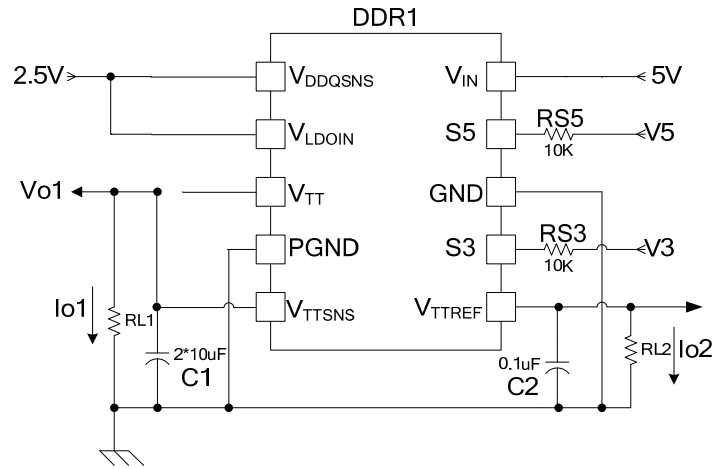 DDR1
2.5V
VDDQSNS
VIN
5V
VLDOIN
S5
RS5
10K
V5
Vo1
VTT
GND
PGND
S3
RS3
10K
V3
Io1
RL1
VTTSNS
VTTREF
2*10uF
C1
0.1uF
C2
RL2
Io2